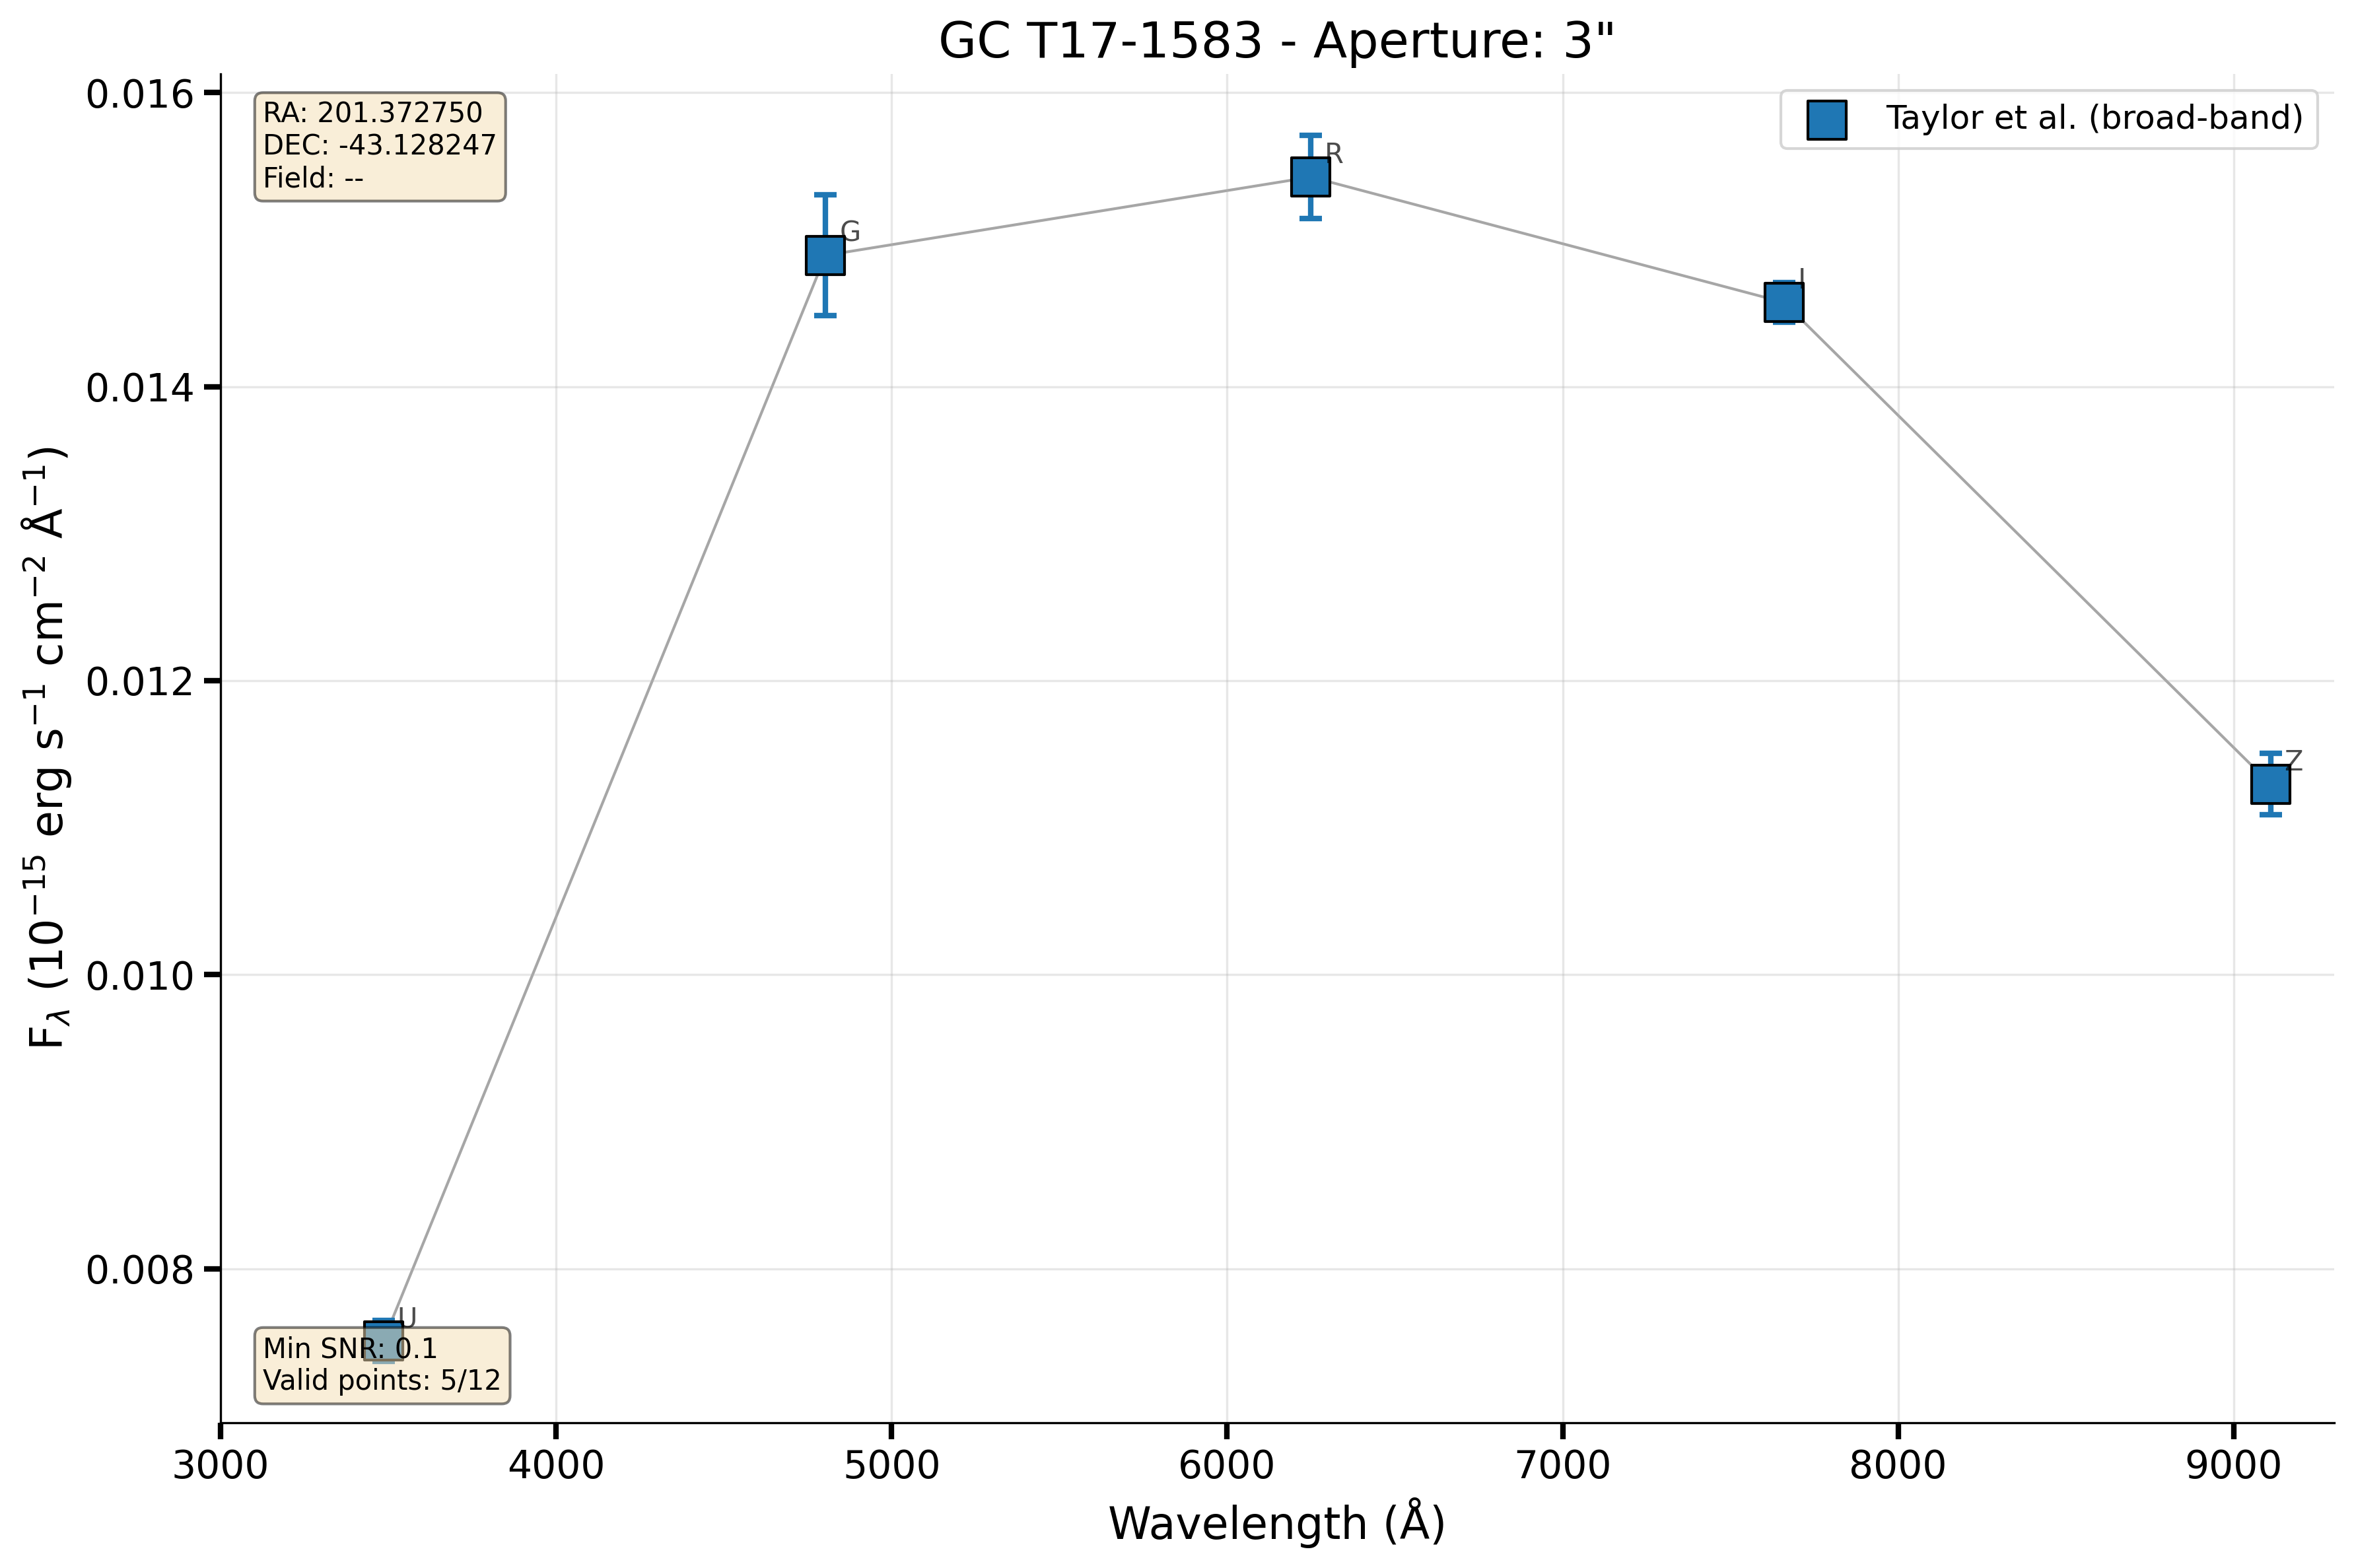 GC T17-1583 - Aperture: 3"
RA: 201.372750
DEC: -43.128247
Field: --
Taylor et al. (broad-band)
0.016
0.014
0.012
0.010
0.008
F_λ (10⁻¹⁵ erg s⁻¹ cm⁻² Å⁻¹)
G
R
I
Z
U
Min SNR: 0.1
Valid points: 5/12
3000 4000 5000 6000 7000 8000 9000
Wavelength (Å)